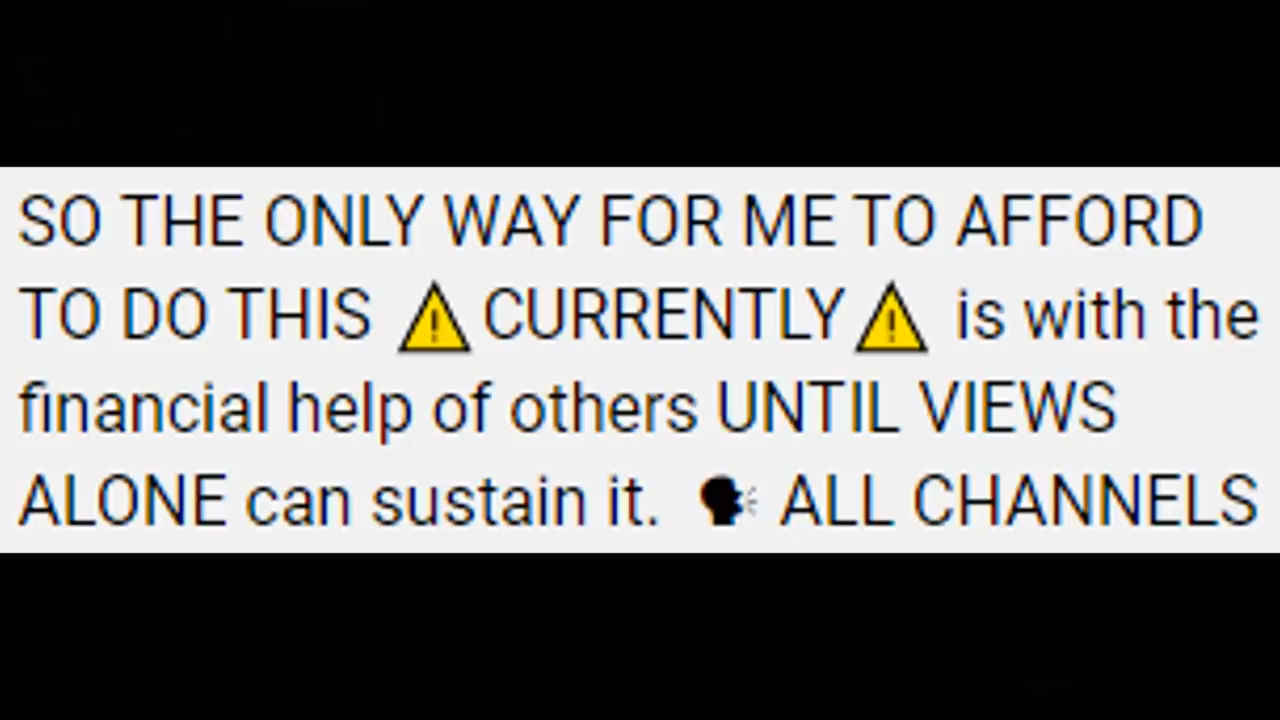 SO THE ONLY WAY FOR ME TO AFFORD
TO DO THIS ⚠️CURRENTLY⚠️ is with the
financial help of others UNTIL VIEWS
ALONE can sustain it. 🗣 ALL CHANNELS